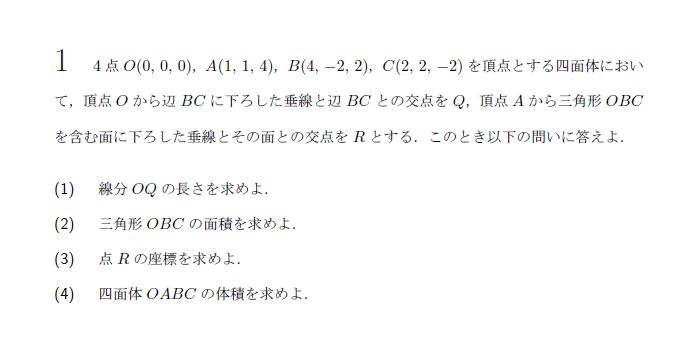 1 4点 O(0, 0, 0), A(1, 1, 4), B(4, −2, 2), C(2, 2, −2) を頂点とする四面体におい
て，頂点 O から辺 BC に下ろした垂線と辺 BC との交点を Q，頂点 A から三角形 OBC
を含む面に下ろした垂線とその面との交点を R とする．このとき以下の問いに答えよ．
(1) 線分 OQ の長さを求めよ．
(2) 三角形 OBC の面積を求めよ．
(3) 点 R の座標を求めよ．
(4) 四面体 OABC の体積を求めよ．